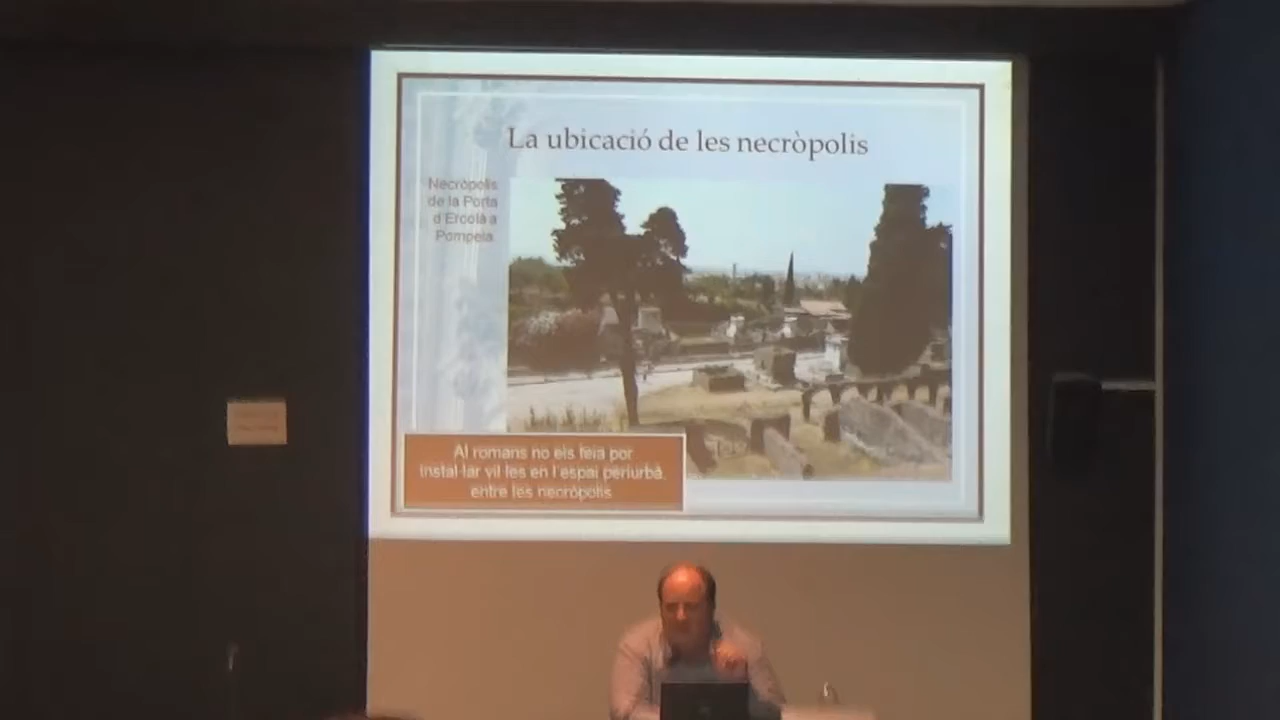 La ubicació de les necròpolis
Necròpolis
de la Porta
d'Ercolà a
Pompeia.
Al romans no els feia por
instal·lar vil·les en l'espai periurbà,
entre les necròpolis